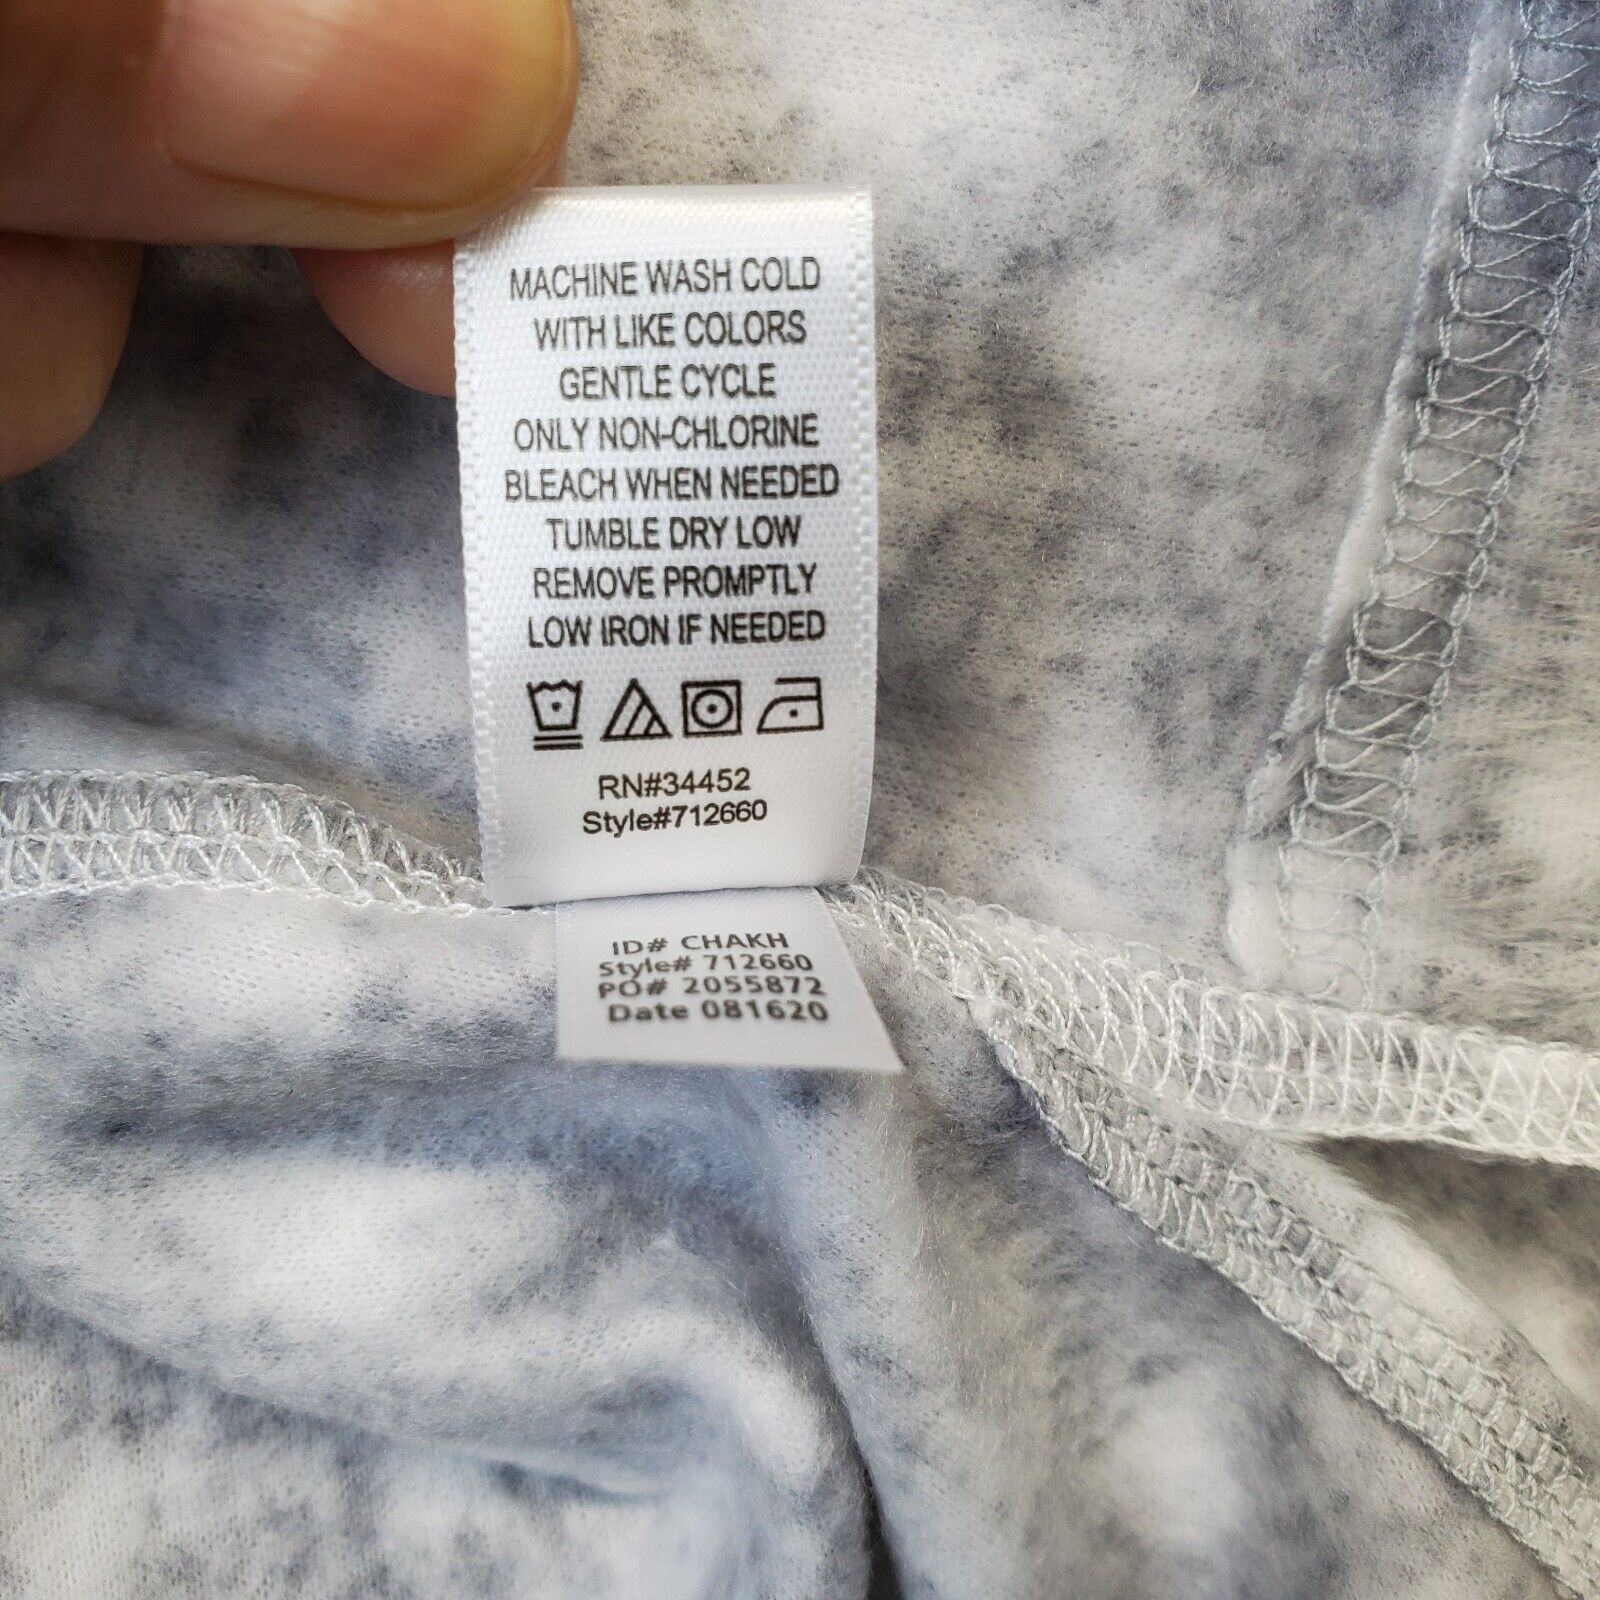 MACHINE WASH COLD
WITH LIKE COLORS
GENTLE CYCLE
ONLY NON-CHLORINE
BLEACH WHEN NEEDED
TUMBLE DRY LOW
REMOVE PROMPTLY
LOW IRON IF NEEDED
RN#34452
Style#712660
ID# CHAKH
Style# 712660
PO# 2055872
Date 081620